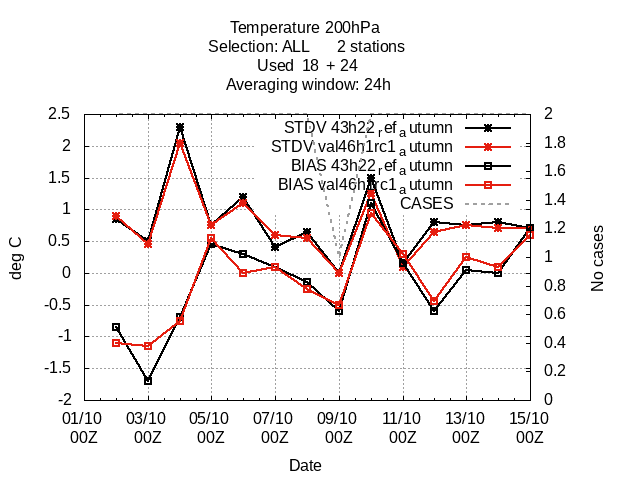 Temperature 200hPa
Selection: ALL 2 stations
Used 18 + 24
Averaging window: 24h
STDV 43h22_ref_autumn
STDV val46h1rc1_autumn
BIAS 43h22_ref_autumn
BIAS val46h1rc1_autumn
CASES
2.5
2
1.5
1
0.5
0
-0.5
-1
-1.5
-2
deg C
2
1.8
1.6
1.4
1.2
1
0.8
0.6
0.4
0.2
0
No cases
01/10 03/10 05/10 07/10 09/10 11/10 13/10 15/10
00Z 00Z 00Z 00Z 00Z 00Z 00Z 00Z
Date